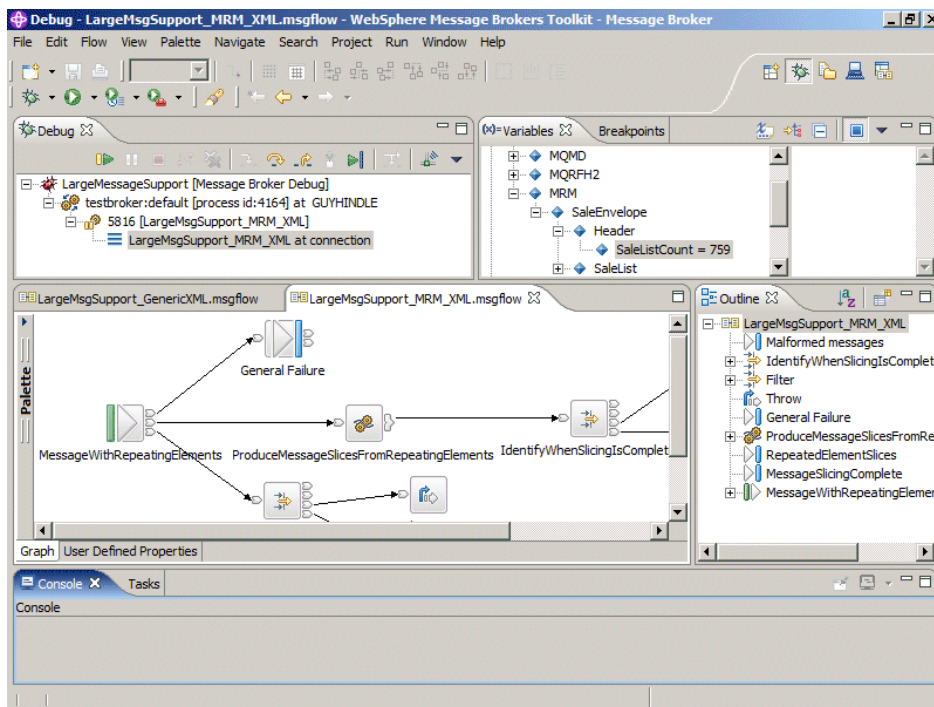 Debug - LargeMsgSupport_MRM_XML.msgflow - WebSphere Message Brokers Toolkit - Message Broker
File Edit Flow View Palette Navigate Search Project Run Window Help
Debug
LargeMessageSupport [Message Broker Debug]
testbroker:default [process id:4164] at GUYHINDLE
5816 [LargeMsgSupport_MRM_XML]
LargeMsgSupport_MRM_XML at connection
(x)= Variables Breakpoints
MQMD
MQRFH2
MRM
SaleEnvelope
Header
SaleListCount = 759
SaleList
LargeMsgSupport_GenericXML.msgflow LargeMsgSupport_MRM_XML.msgflow
Palette
General Failure
MessageWithRepeatingElements ProduceMessageSlicesFromRepeatingElements IdentifyWhenSlicingIsComplet
Graph User Defined Properties
Outline
LargeMsgSupport_MRM_XML
Malformed messages
IdentifyWhenSlicingIsComplet
Filter
Throw
General Failure
ProduceMessageSlicesFromRe
RepeatedElementSlices
MessageSlicingComplete
MessageWithRepeatingElemer
Console Tasks
Console